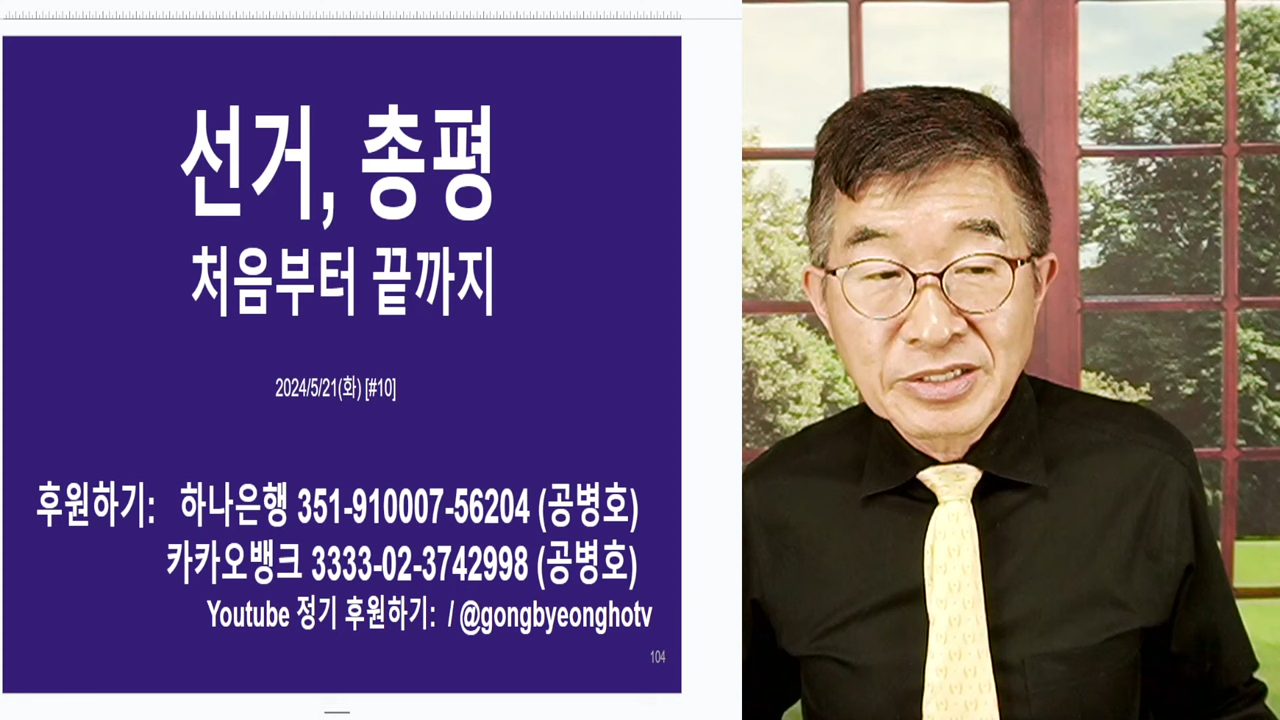 선거, 총평
처음부터 끝까지
2024/5/21(화) [#10]
후원하기: 하나은행 351-910007-56204 (공병호)
카카오뱅크 3333-02-3742998 (공병호)
Youtube 정기 후원하기: / @gongbyeonghotv
104